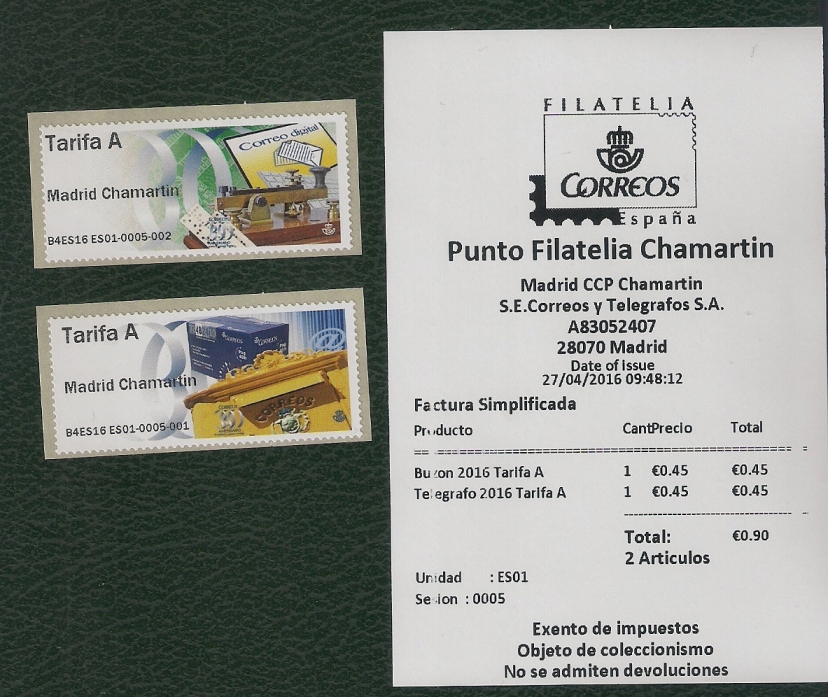 Tarifa A
Correo digital
Madrid Chamartin
B4ES16 ES01-0005-002
Tarifa A
CORREOS
CORREOS
Madrid Chamartin
CORREOS
B4ES16 ES01-0005-001
FILATELIA
CORREOS
España
Punto Filatelia Chamartin
Madrid CCP Chamartin
S.E.Correos y Telegrafos S.A.
A83052407
28070 Madrid
Date of Issue
27/04/2016 09:48:12
Factura Simplificada
Producto CantPrecio Total
Buzon 2016 Tarifa A 1 €0.45 €0.45
Telegrafo 2016 Tarifa A 1 €0.45 €0.45
Total: €0.90
2 Articulos
Unidad : ES01
Sesion : 0005
Exento de impuestos
Objeto de coleccionismo
No se admiten devoluciones